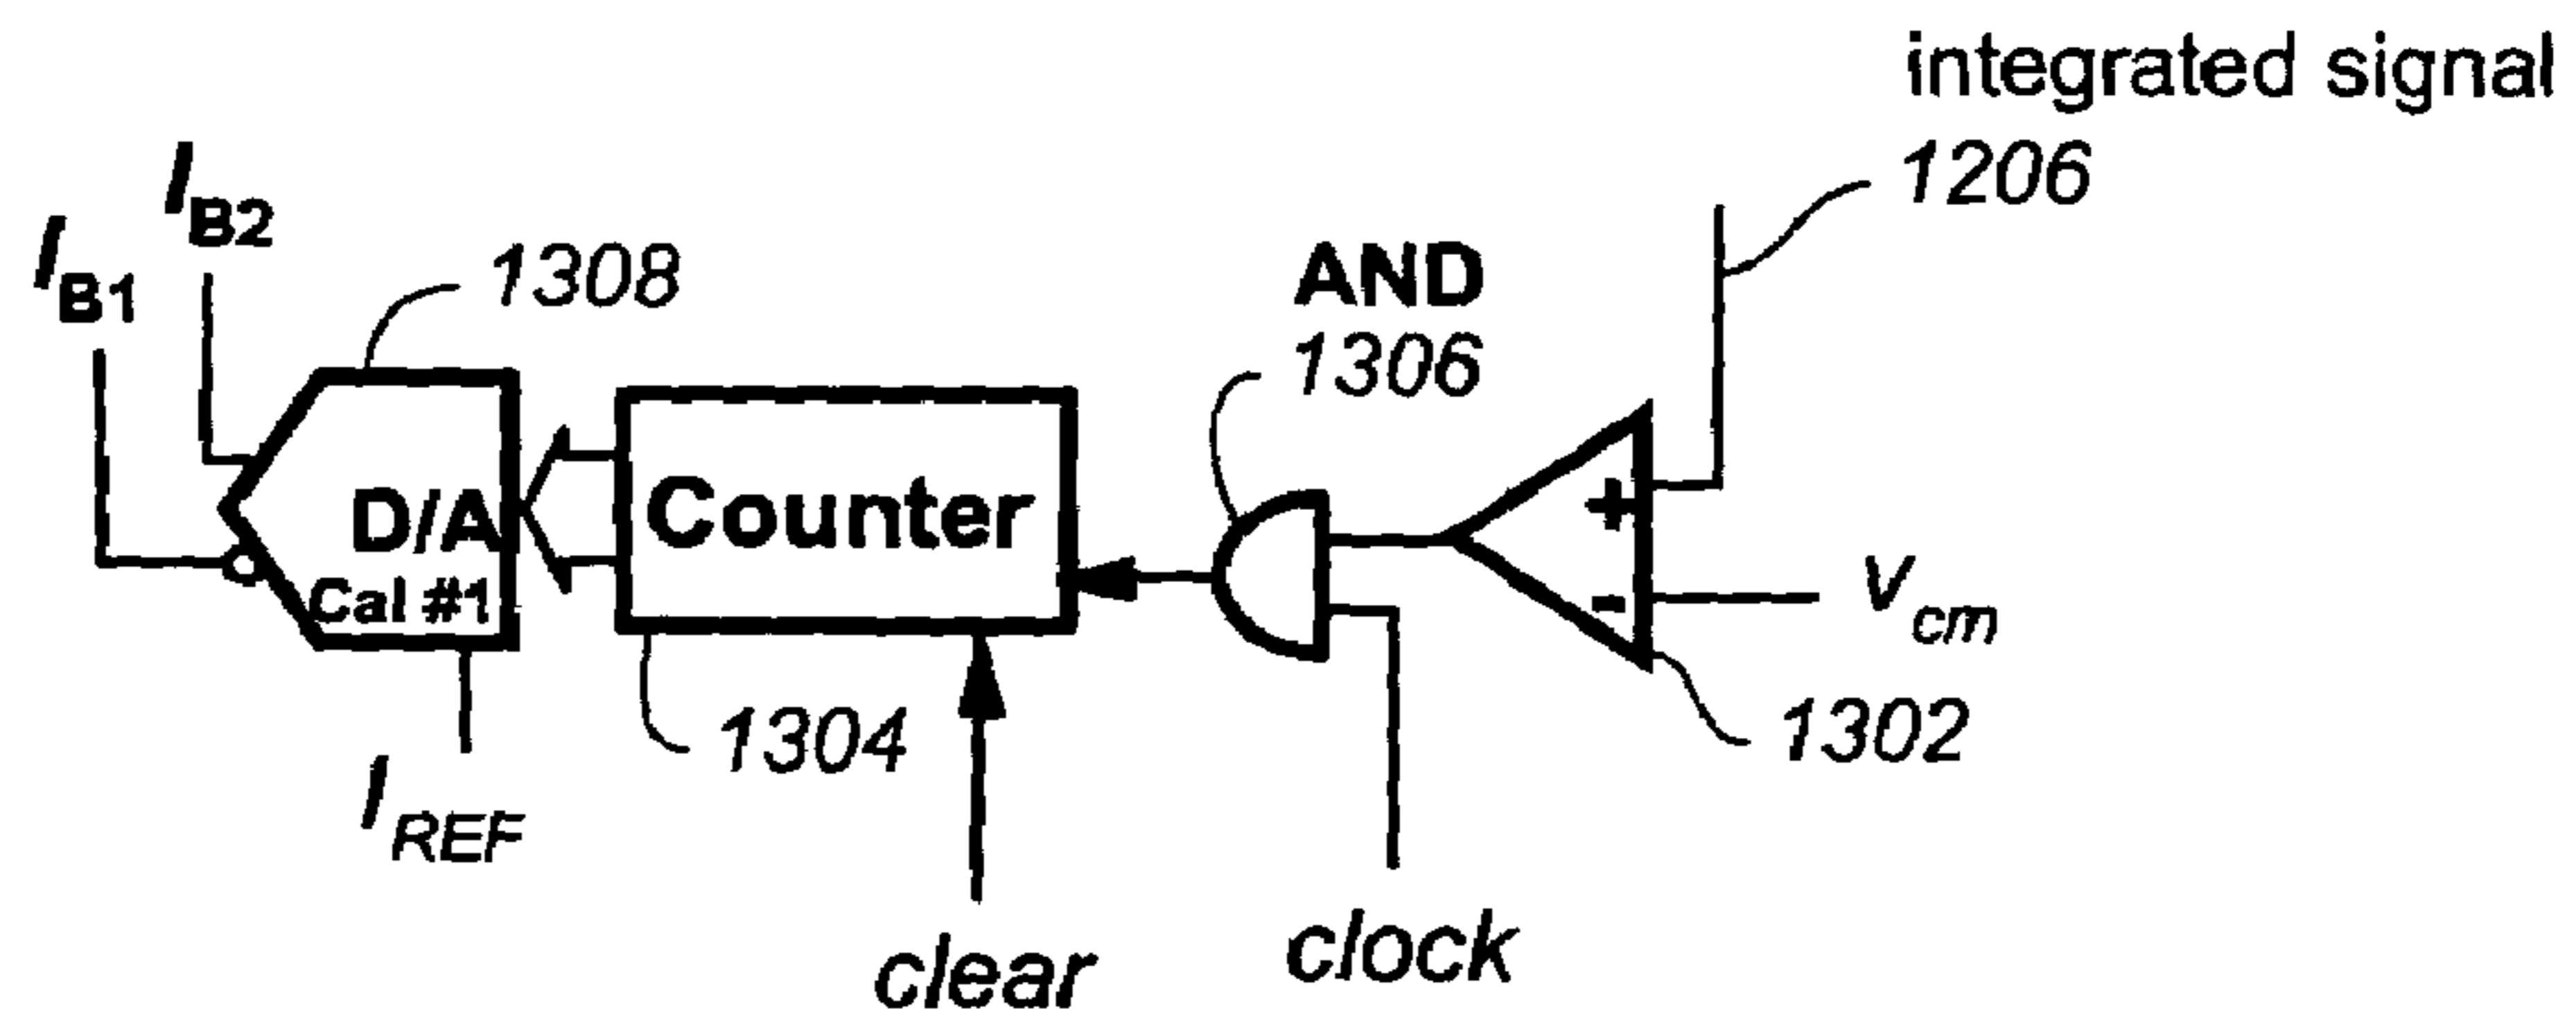 integrated signal
1206
I_B2
I_B1
1308
AND
1306
+
D/A
Cal #1
Counter
-
V_cm
1304
1302
I_REF
clear
clock